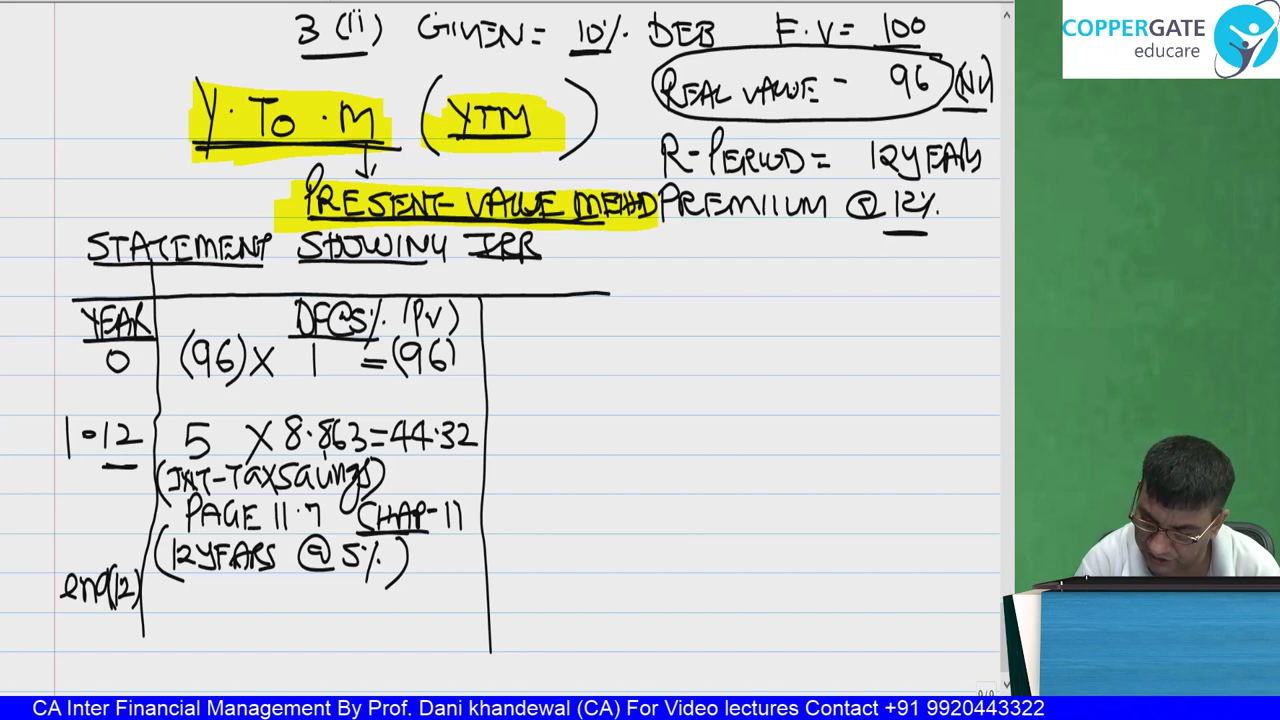 3 (ii) GIVEN = 10% DEB F.V = 100
REAL VALUE - 96 (NV)
Y. To. M (YTM)
R-PERIOD = 12YEARS
PRESENT-VALUE METHOD PREMIUM @ 12%.
STATEMENT SHOWING IRR
YEAR DF@5% (PV)
0 (96) X 1 = (96)
1-12 5 X 8.863=44.32
(INT-Taxsavings)
PAGE 11.7 CHAP-11
(12YEARS @ 5%)
end(12)
COPPERGATE
educare
CA Inter Financial Management By Prof. Dani khandewal (CA) For Video lectures Contact +91 9920443322